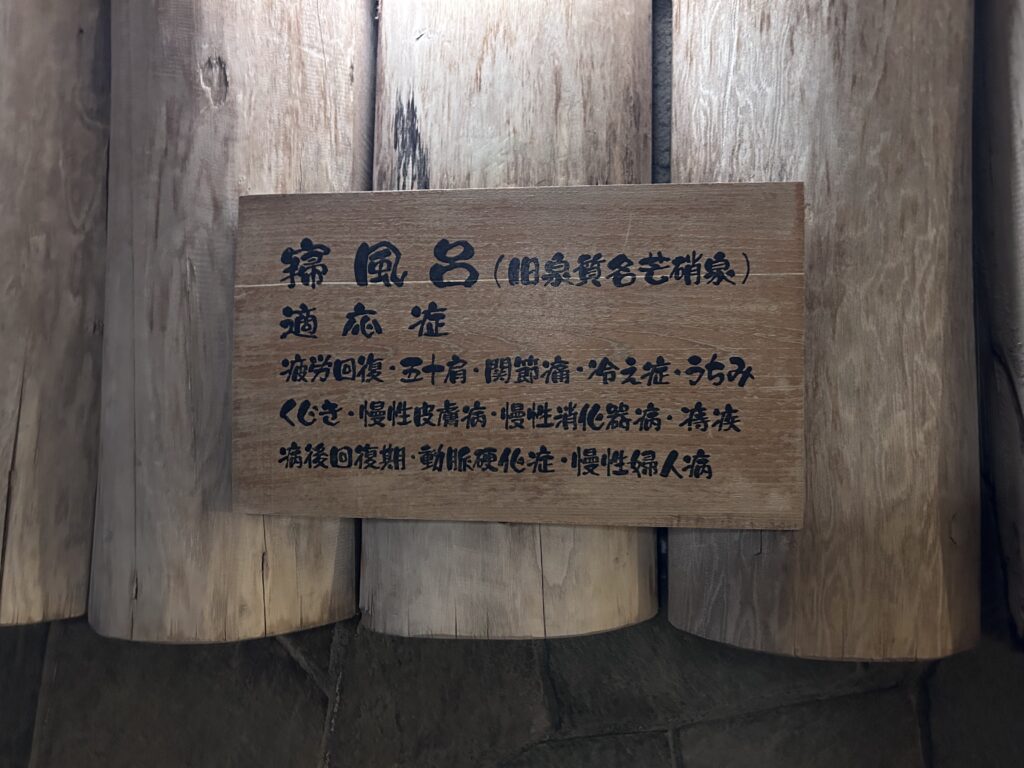 寝風呂（旧泉質名芒硝泉）
適応症
疲労回復・五十肩・関節痛・冷え症・うちみ
くじき・慢性皮膚病・慢性消化器病・痔疾
病後回復期・動脈硬化症・慢性婦人病